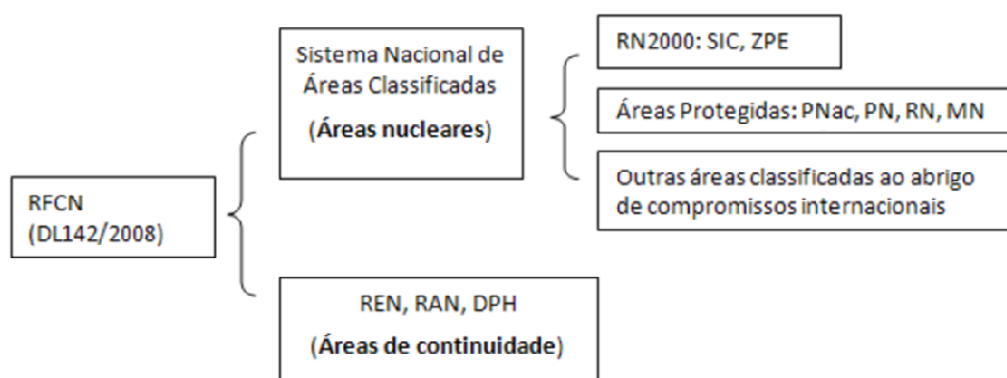 RFCN
(DL142/2008)
Sistema Nacional de
Áreas Classificadas
(Áreas nucleares)
RN2000: SIC, ZPE
Áreas Protegidas: PNac, PN, RN, MN
Outras áreas classificadas ao abrigo
de compromissos internacionais
REN, RAN, DPH
(Áreas de continuidade)